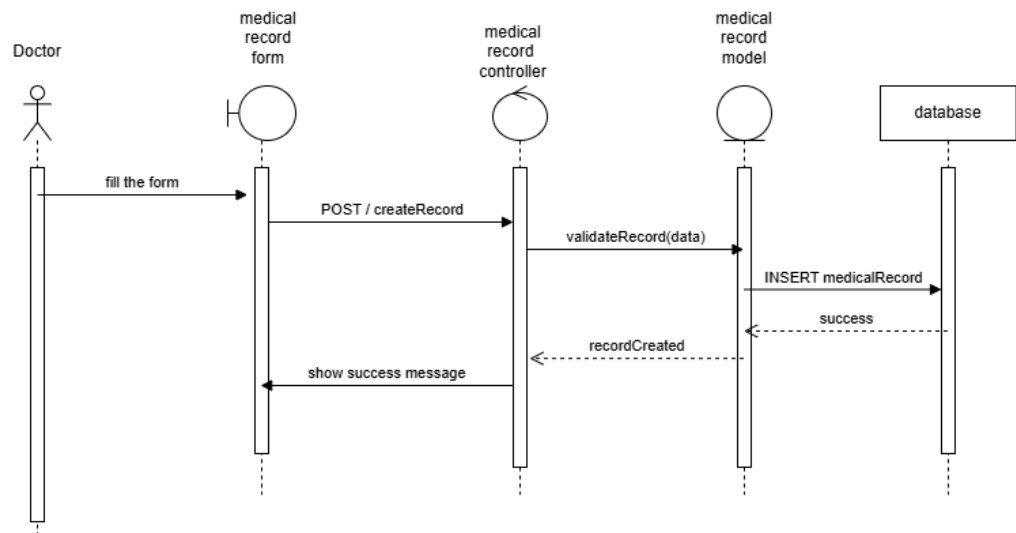 medical
record
form
medical
record
model
Doctor
medical
record
controller
database
fill the form
POST / createRecord
validateRecord(data)
INSERT medicalRecord
success
recordCreated
show success message